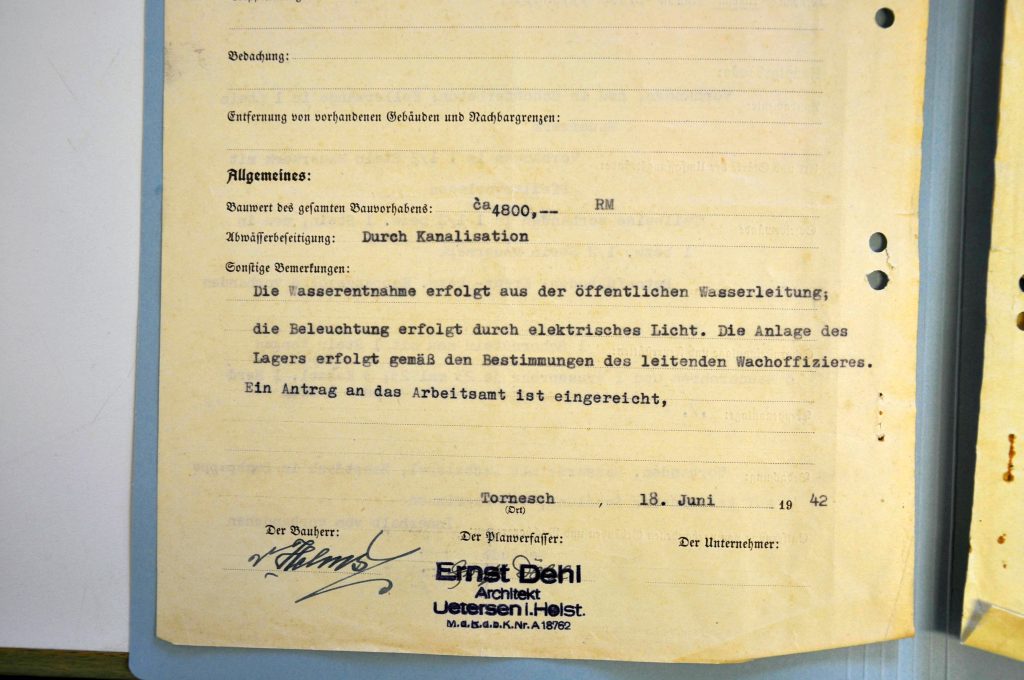 Bedachung:
Entfernung von vorhandenen Gebäuden und Nachbargrenzen:
Allgemeines:
Bauwert des gesamten Bauvorhabens: ca 4800,-- RM
Abwässerbeseitigung: Durch Kanalisation
Sonstige Bemerkungen:
Die Wasserentnahme erfolgt aus der öffentlichen Wasserleitung;
die Beleuchtung erfolgt durch elektrisches Licht. Die Anlage des
Lagers erfolgt gemäß den Bestimmungen des leitenden Wachoffizieres.
Ein Antrag an das Arbeitsamt ist eingereicht,
Tornesch, 18. Juni 19 42
(Ort)
Der Bauherr: Der Planverfasser: Der Unternehmer:
v. Helms
Ernst Dehl
Architekt
Uetersen i. Holst.
M.d.R.d.b.K.Nr. A 18762